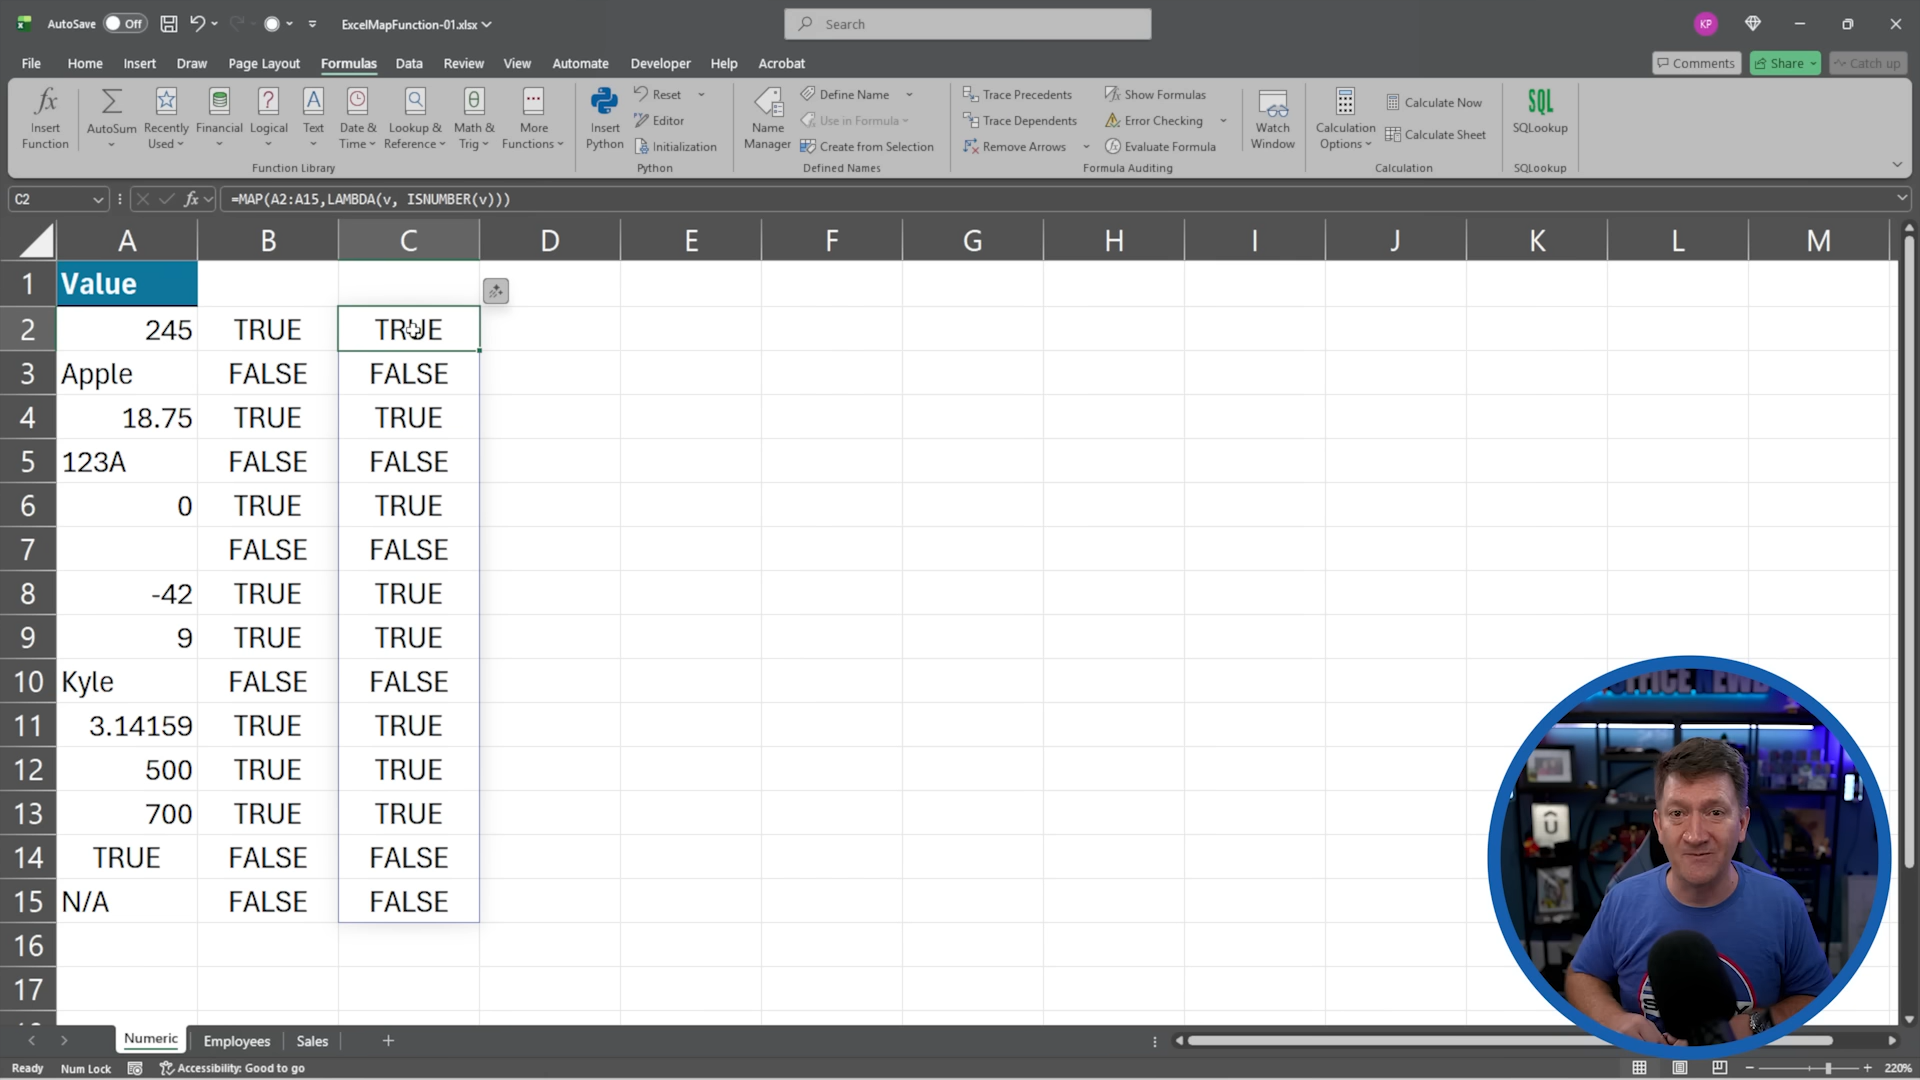 AutoSave Off ExcelMapFunction-01.xlsx Search KP
File Home Insert Draw Page Layout Formulas Data Review View Automate Developer Help Acrobat Comments Share Catch up
Insert Function
AutoSum
Recently Used
Financial
Logical
Text
Date & Time
Lookup & Reference
Math & Trig
More Functions
Function Library
Insert Python
Reset
Editor
Initialization
Python
Name Manager
Define Name
Use in Formula
Create from Selection
Defined Names
Trace Precedents
Trace Dependents
Remove Arrows
Show Formulas
Error Checking
Evaluate Formula
Formula Auditing
Watch Window
Calculation Options
Calculate Now
Calculate Sheet
Calculation
SQL
SQLookup
SQLookup
C2 fx =MAP(A2:A15,LAMBDA(v, ISNUMBER(v)))
A B C D E F G H I J K L M
1 Value
2 245 TRUE TRUE
3 Apple FALSE FALSE
4 18.75 TRUE TRUE
5 123A FALSE FALSE
6 0 TRUE TRUE
7 FALSE FALSE
8 -42 TRUE TRUE
9 9 TRUE TRUE
10 Kyle FALSE FALSE
11 3.14159 TRUE TRUE
12 500 TRUE TRUE
13 700 TRUE TRUE
14 TRUE FALSE FALSE
15 N/A FALSE FALSE
16
17
Numeric Employees Sales
Ready Num Lock Accessibility: Good to go 220%